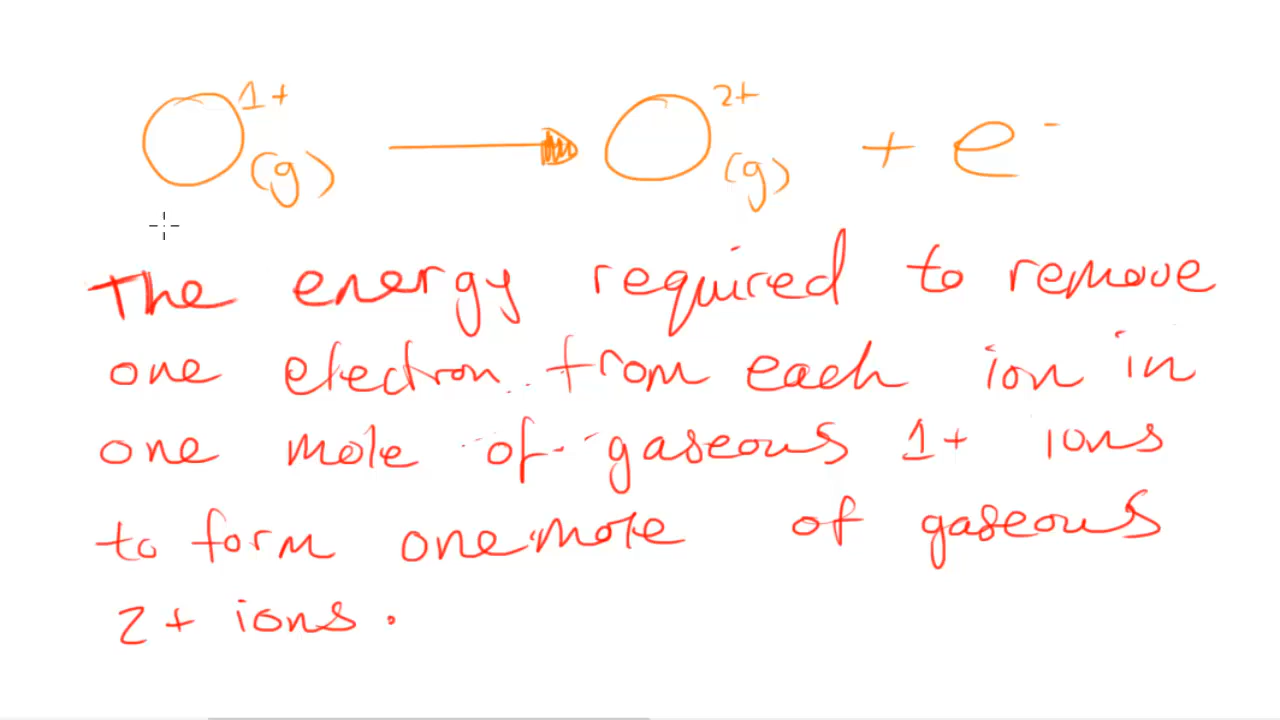 O¹⁺(g) → O²⁺(g) + e⁻
The energy required to remove
one electron from each ion in
one mole of gaseous 1+ ions
to form one mole of gaseous
2+ ions.